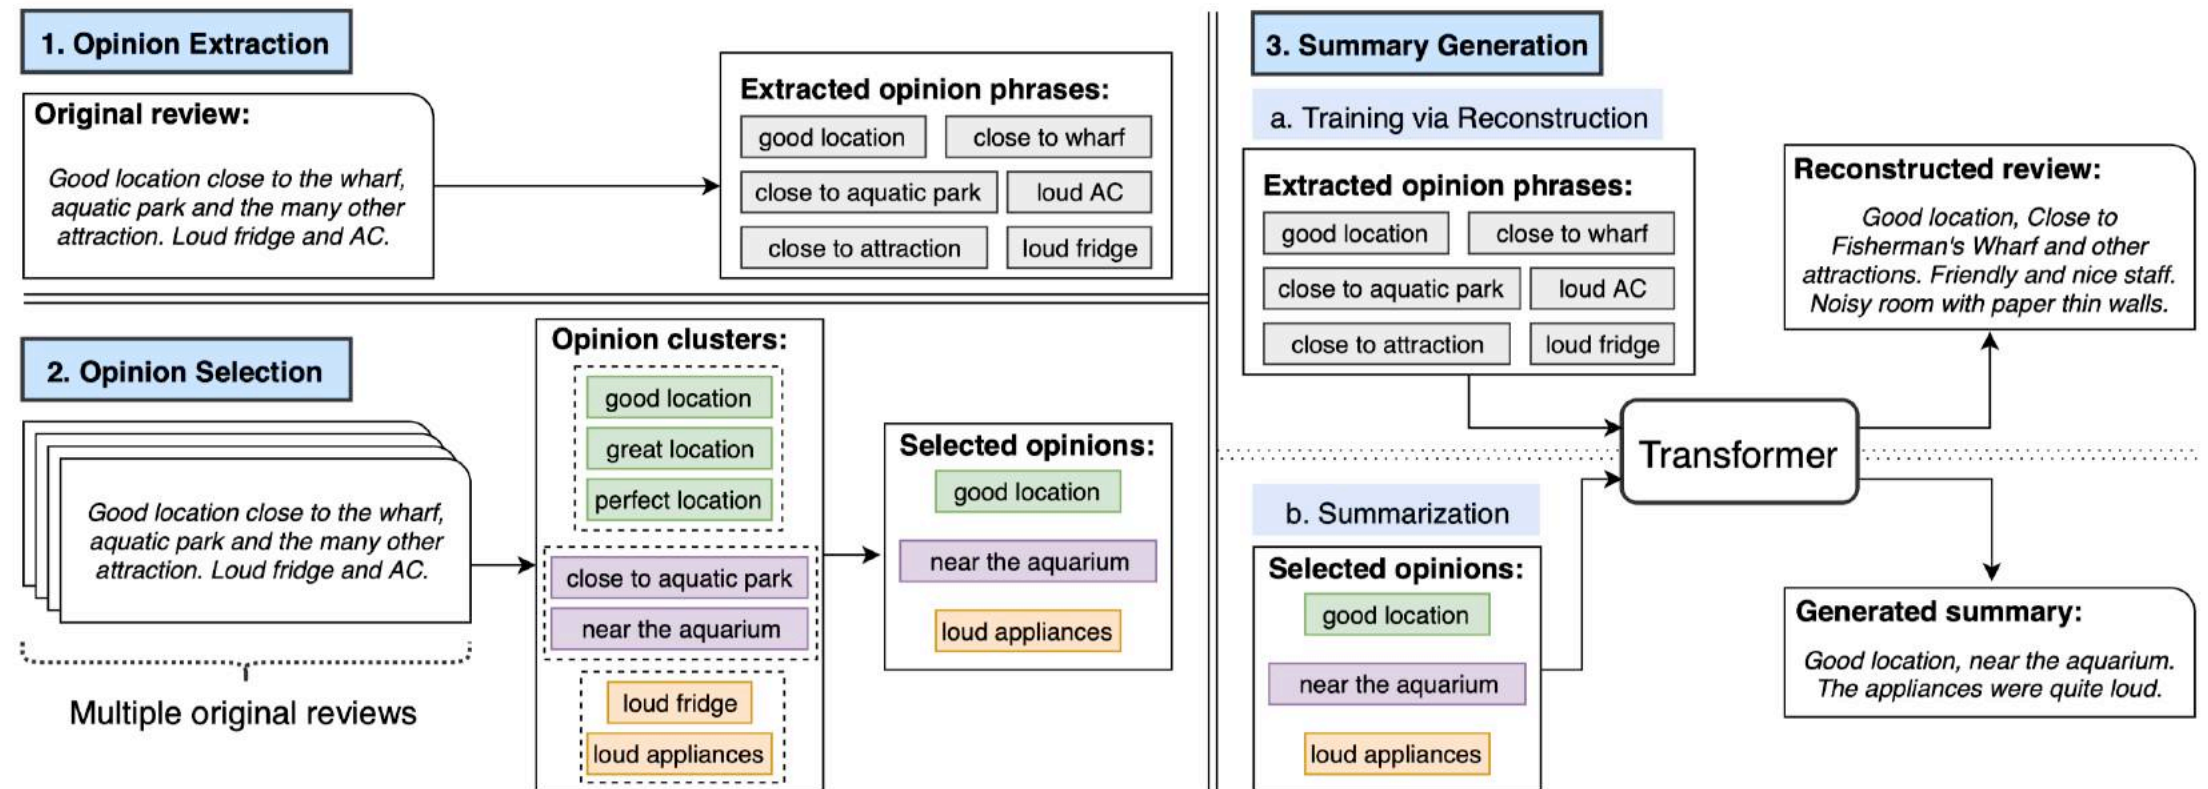 1. Opinion Extraction
Original review:
Good location close to the wharf,
aquatic park and the many other
attraction. Loud fridge and AC.
Extracted opinion phrases:
good location
close to wharf
close to aquatic park
loud AC
close to attraction
loud fridge
2. Opinion Selection
Good location close to the wharf,
aquatic park and the many other
attraction. Loud fridge and AC.
Multiple original reviews
Opinion clusters:
good location
great location
perfect location
close to aquatic park
near the aquarium
loud fridge
loud appliances
Selected opinions:
good location
near the aquarium
loud appliances
3. Summary Generation
a. Training via Reconstruction
Extracted opinion phrases:
good location
close to wharf
close to aquatic park
loud AC
close to attraction
loud fridge
Transformer
Reconstructed review:
Good location, Close to
Fisherman's Wharf and other
attractions. Friendly and nice staff.
Noisy room with paper thin walls.
b. Summarization
Selected opinions:
good location
near the aquarium
loud appliances
Generated summary:
Good location, near the aquarium.
The appliances were quite loud.